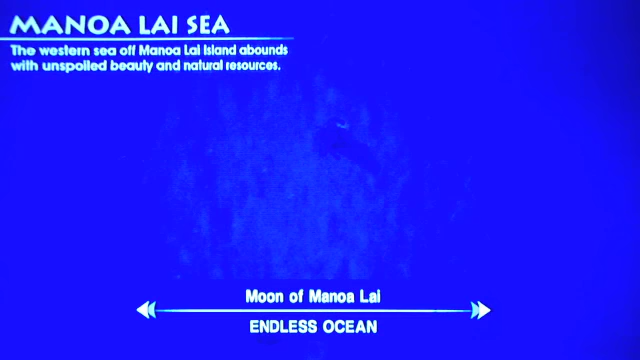 MANOA LAI SEA
The western sea off Manoa Lai Island abounds
with unspoiled beauty and natural resources.
Moon of Manoa Lai
ENDLESS OCEAN